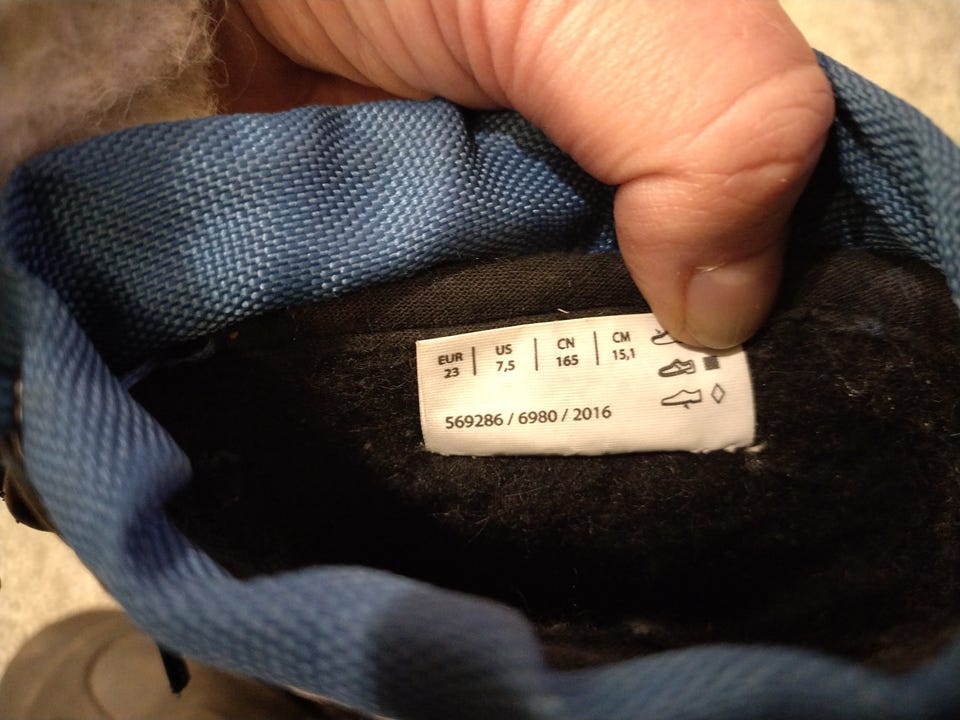 EUR | US | CN | CM
23 | 7,5 | 165 | 15,1
569286 / 6980 / 2016